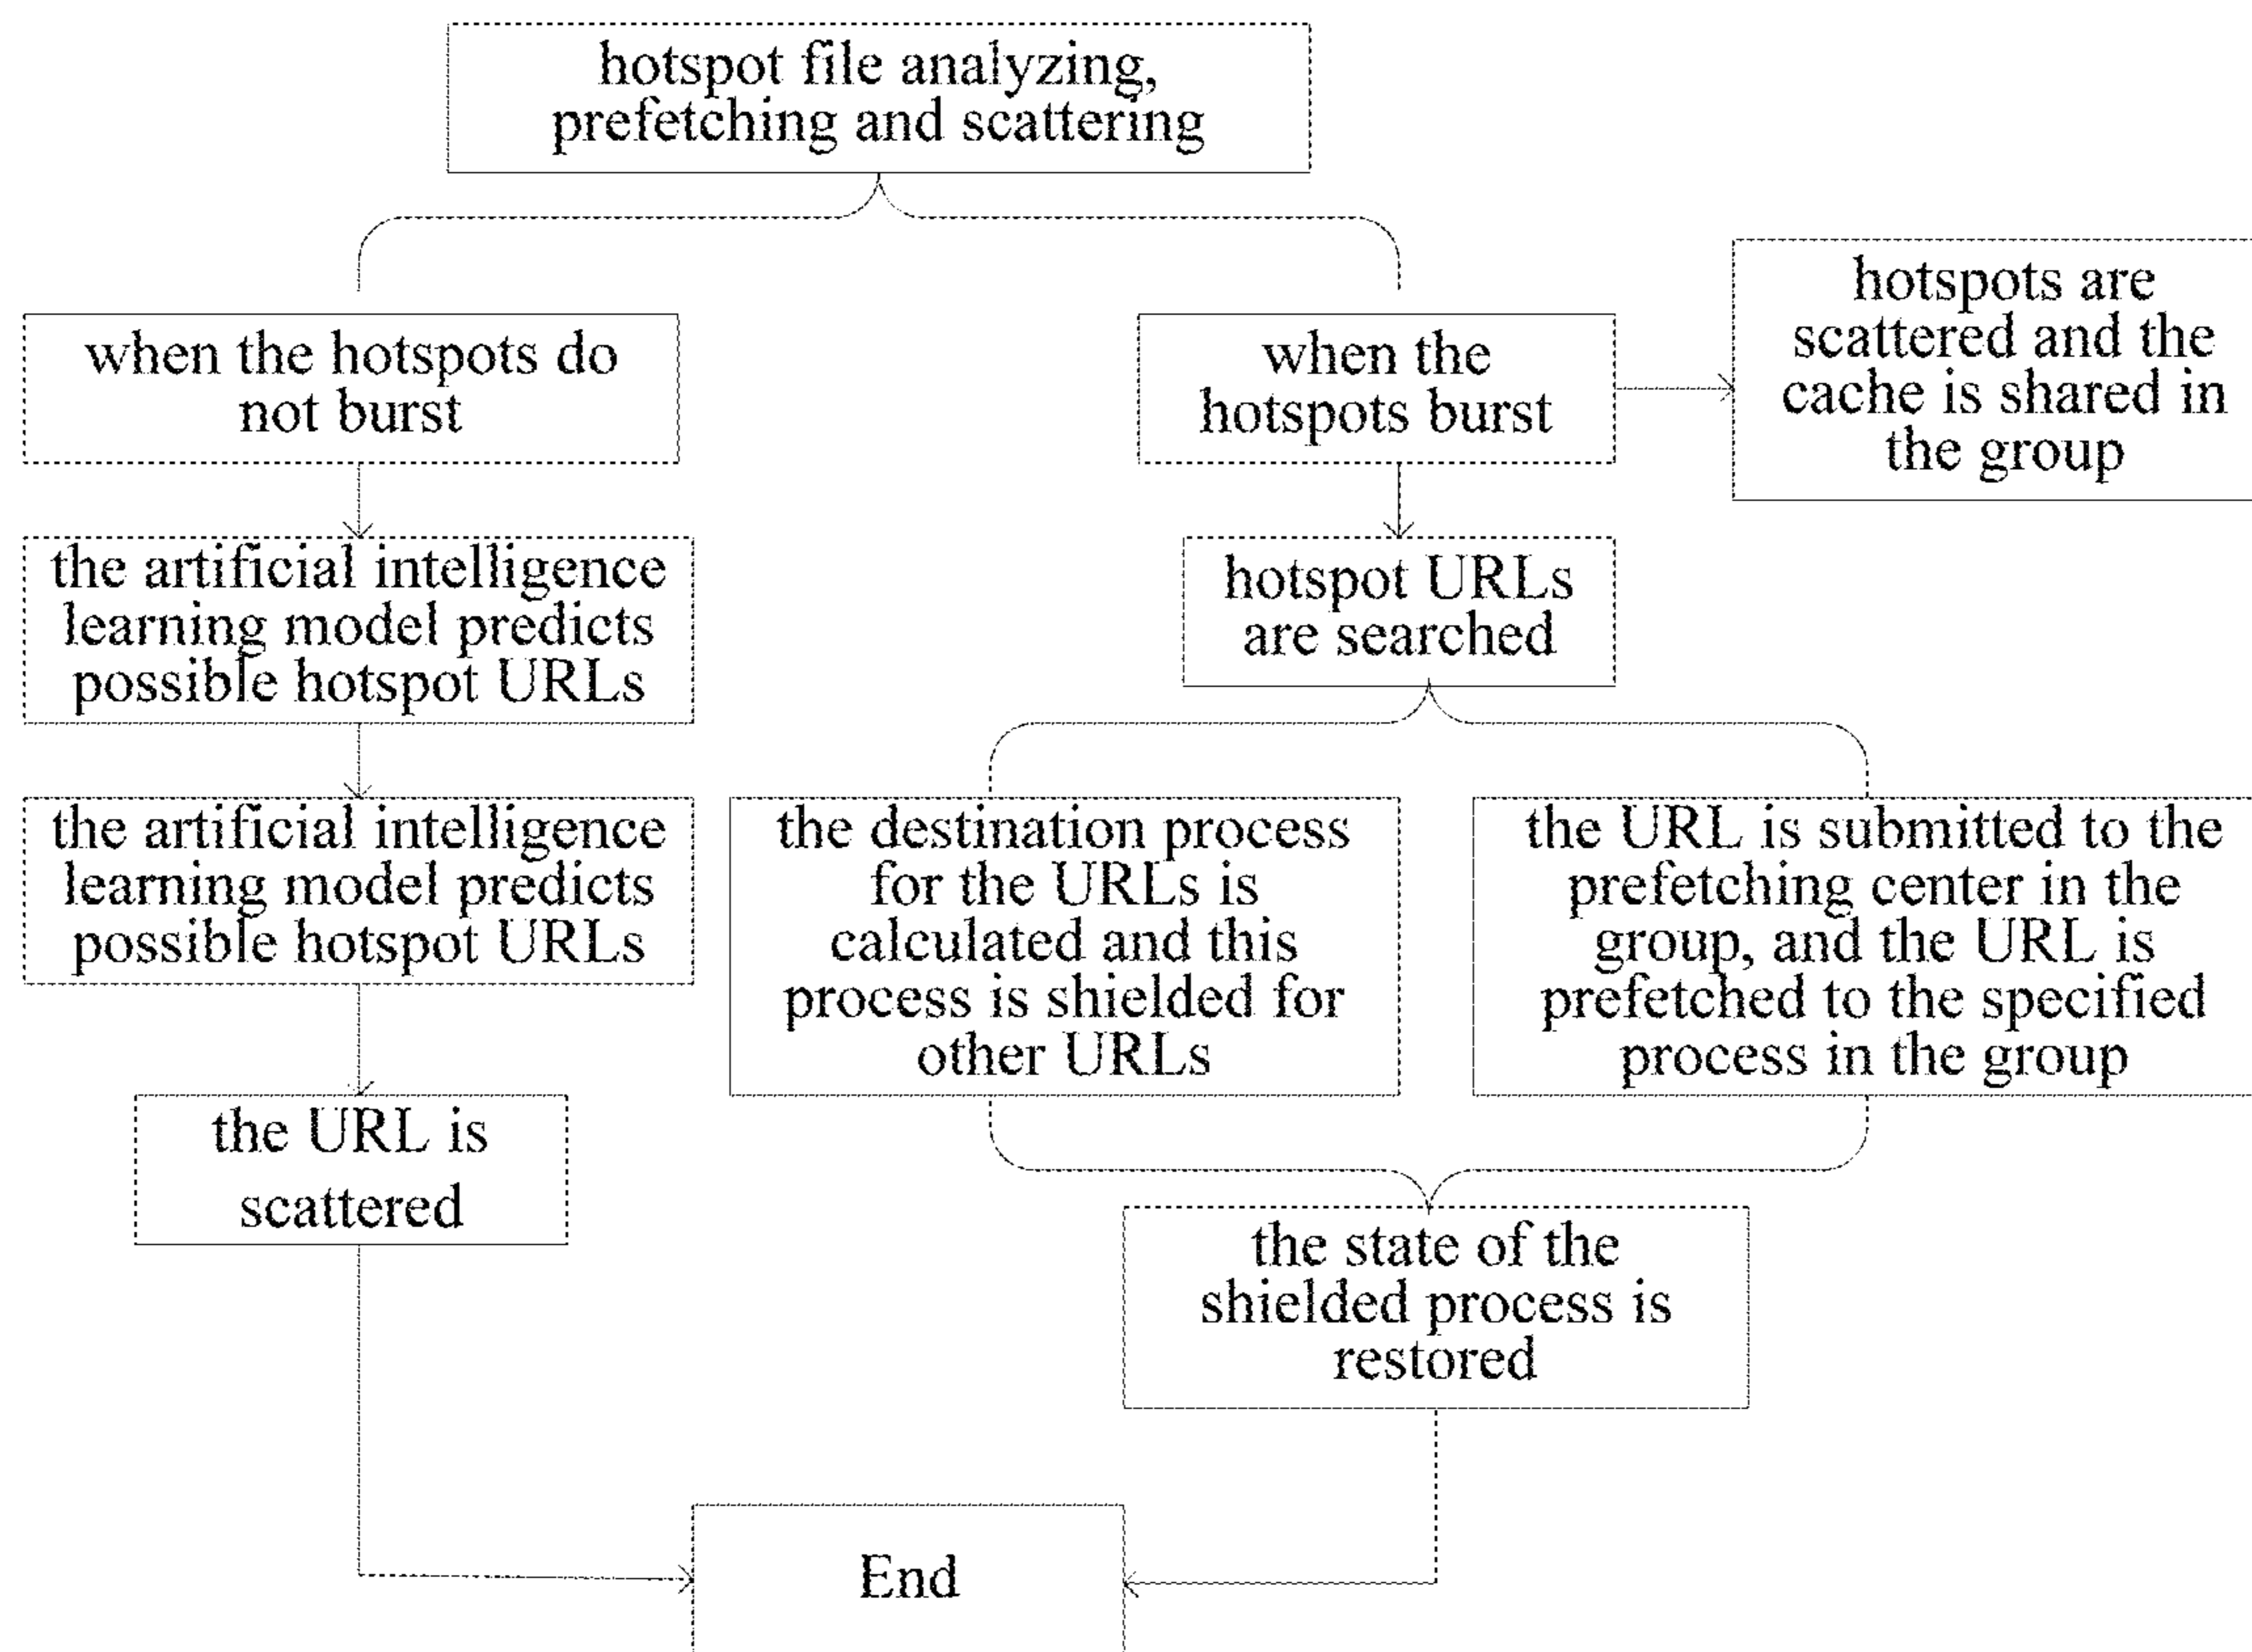 hotspot file analyzing,
prefetching and scattering
when the hotspots do
not burst
when the
hotspots burst
hotspots are
scattered and the
cache is shared in
the group
the artificial intelligence
learning model predicts
possible hotspot URLs
hotspot URLs
are searched
the artificial intelligence
learning model predicts
possible hotspot URLs
the destination process
for the URLs is
calculated and this
process is shielded for
other URLs
the URL is submitted to the
prefetching center in the
group, and the URL is
prefetched to the specified
process in the group
the URL is
scattered
the state of the
shielded process is
restored
End